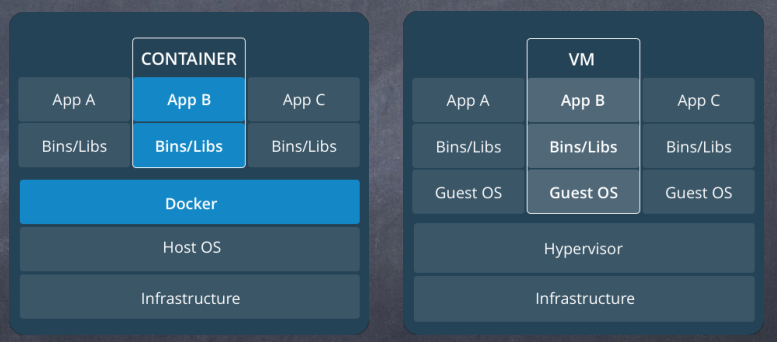 CONTAINER
App A
App B
App C
Bins/Libs
Bins/Libs
Bins/Libs
Docker
Host OS
Infrastructure
VM
App A
App B
App C
Bins/Libs
Bins/Libs
Bins/Libs
Guest OS
Guest OS
Guest OS
Hypervisor
Infrastructure